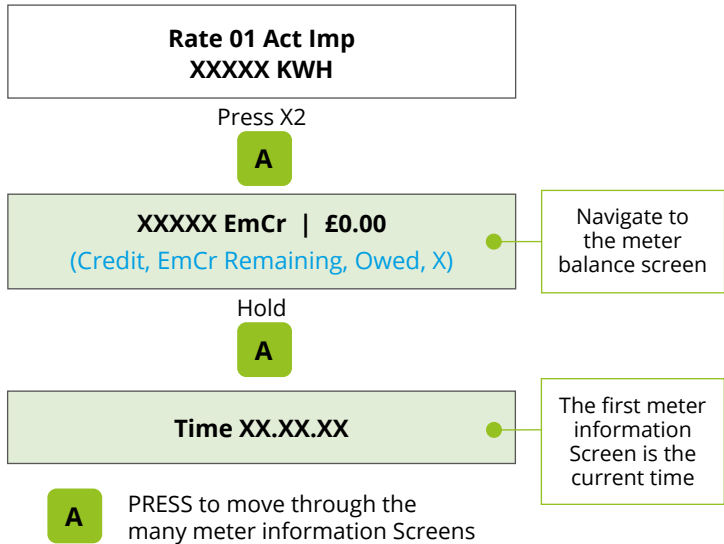 Rate 01 Act Imp
XXXXX KWH
Press X2
A
XXXXX EmCr | £0.00
(Credit, EmCr Remaining, Owed, X)
Navigate to
the meter
balance screen
Hold
A
Time XX.XX.XX
The first meter
information
Screen is the
current time
A
PRESS to move through the
many meter information Screens